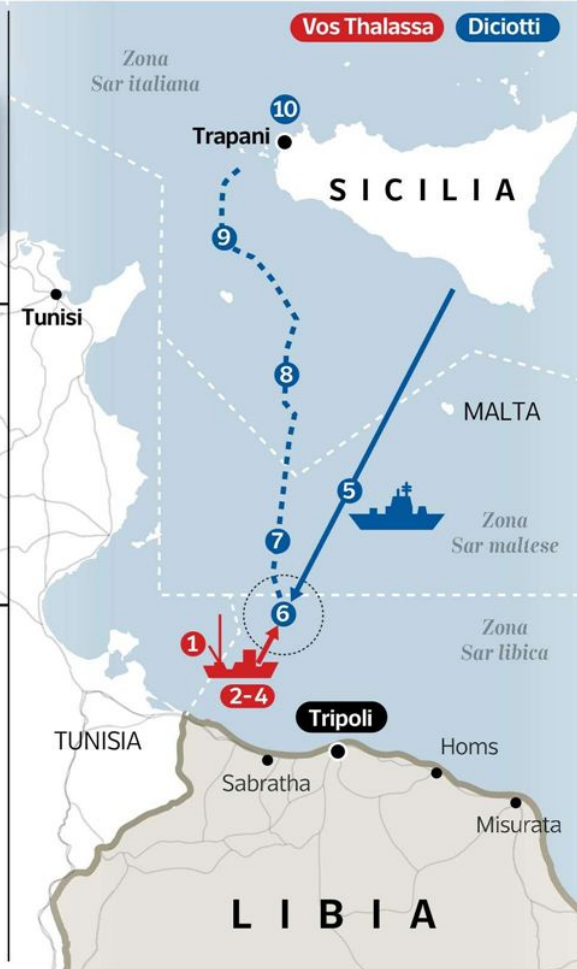 Vos Thalassa
Diciotti
Zona
Sar italiana
10
Trapani
SICILIA
9
Tunisi
8
MALTA
5
Zona
Sar maltese
7
6
Zona
Sar libica
1
2-4
Tripoli
TUNISIA
Homs
Sabratha
Misurata
LIBIA